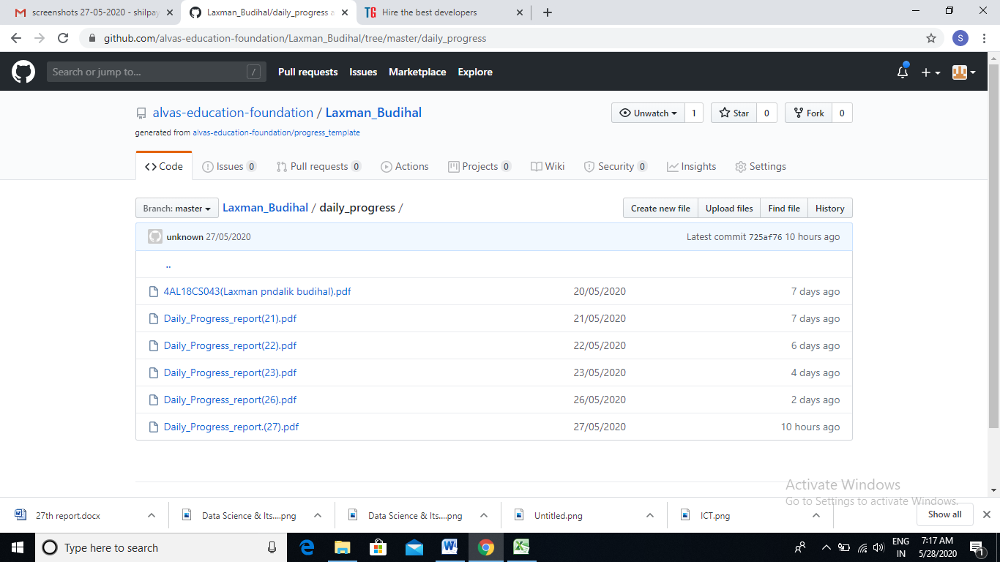 screenshots 27-05-2020 - shilpay
Laxman_Budihal/daily_progress a
TG Hire the best developers
github.com/alvas-education-foundation/Laxman_Budihal/tree/master/daily_progress
S
Search or jump to... /
Pull requests Issues Marketplace Explore
alvas-education-foundation / Laxman_Budihal
Unwatch 1 Star 0 Fork 0
generated from alvas-education-foundation/progress_template
Code Issues 0 Pull requests 0 Actions Projects 0 Wiki Security 0 Insights Settings
Branch: master Laxman_Budihal / daily_progress /
Create new file Upload files Find file History
unknown 27/05/2020 Latest commit 725af76 10 hours ago
..
4AL18CS043(Laxman pndalik budihal).pdf 20/05/2020 7 days ago
Daily_Progress_report(21).pdf 21/05/2020 7 days ago
Daily_Progress_report(22).pdf 22/05/2020 6 days ago
Daily_Progress_report(23).pdf 23/05/2020 4 days ago
Daily_Progress_report(26).pdf 26/05/2020 2 days ago
Daily_Progress_report.(27).pdf 27/05/2020 10 hours ago
Activate Windows
Go to Settings to activate Windows.
27th report.docx Data Science & Its....png Data Science & Its....png Untitled.png ICT.png Show all
Type here to search
ENG 7:17 AM
IN 5/28/2020 1